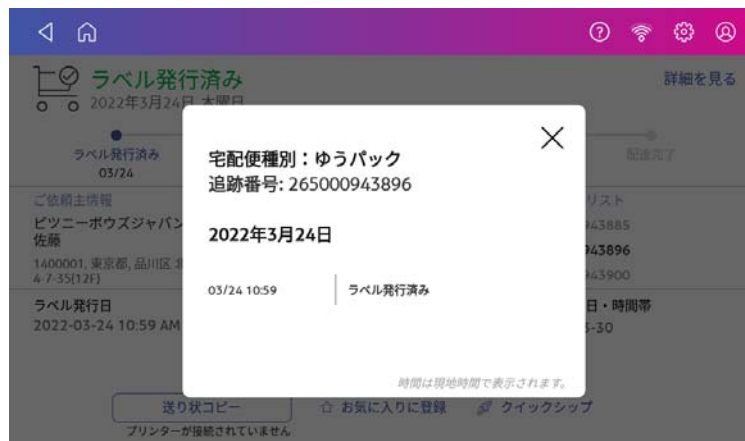 ラベル発行済み
詳細を見る
2022年3月24日 木曜日
ラベル発行済み
03/24
配達完了
ご依頼主情報
リスト
ピツニーボウズジャパン
佐藤
943885
943896
1400001, 東京都, 品川区
4-7-35(12F)
943900
ラベル発行日
日・時間帯
2022-03-24 10:59 AM
-30
宅配便種別：ゆうパック
追跡番号: 265000943896
2022年3月24日
03/24 10:59 ラベル発行済み
時間は現地時間で表示されます。
送り状コピー
お気に入りに登録
クイックシップ
プリンターが接続されていません